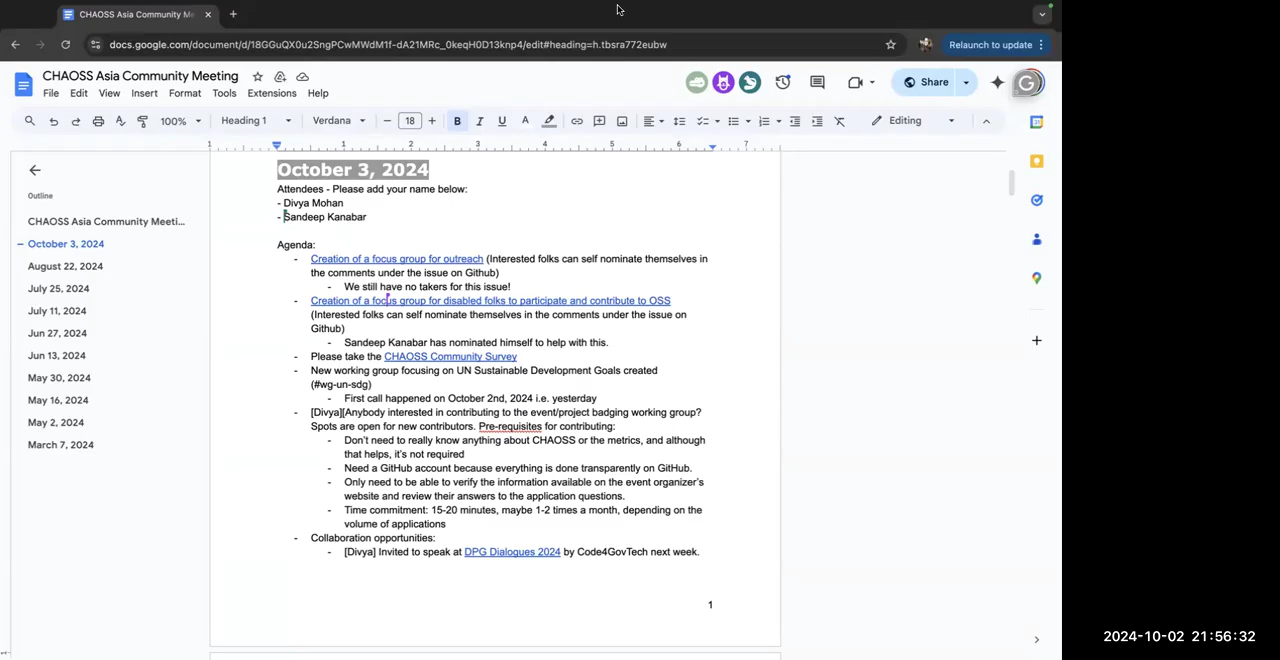 CHAOSS Asia Community Me
docs.google.com/document/d/18GGuQX0u2SngPCwMWdM1f-dA21MRc_0keqH0D13knp4/edit#heading=h.tbsra772eubw
Relaunch to update
CHAOSS Asia Community Meeting
File Edit View Insert Format Tools Extensions Help
Share
G
100% Heading 1 Verdana 18 B I U A Editing
1 1 2 3 4 5 6 7
Outline
CHAOSS Asia Community Meeti...
October 3, 2024
August 22, 2024
July 25, 2024
July 11, 2024
Jun 27, 2024
Jun 13, 2024
May 30, 2024
May 16, 2024
May 2, 2024
March 7, 2024
October 3, 2024
Attendees - Please add your name below:
- Divya Mohan
- Sandeep Kanabar
Agenda:
- Creation of a focus group for outreach (Interested folks can self nominate themselves in
the comments under the issue on Github)
- We still have no takers for this issue!
- Creation of a focus group for disabled folks to participate and contribute to OSS
(Interested folks can self nominate themselves in the comments under the issue on
Github)
- Sandeep Kanabar has nominated himself to help with this.
- Please take the CHAOSS Community Survey
- New working group focusing on UN Sustainable Development Goals created
(#wg-un-sdg)
- First call happened on October 2nd, 2024 i.e. yesterday
- [Divya][Anybody interested in contributing to the event/project badging working group?
Spots are open for new contributors. Pre-requisites for contributing:
- Don't need to really know anything about CHAOSS or the metrics, and although
that helps, it's not required
- Need a GitHub account because everything is done transparently on GitHub.
- Only need to be able to verify the information available on the event organizer's
website and review their answers to the application questions.
- Time commitment: 15-20 minutes, maybe 1-2 times a month, depending on the
volume of applications
- Collaboration opportunities:
- [Divya] Invited to speak at DPG Dialogues 2024 by Code4GovTech next week.
1
2024-10-02 21:56:32